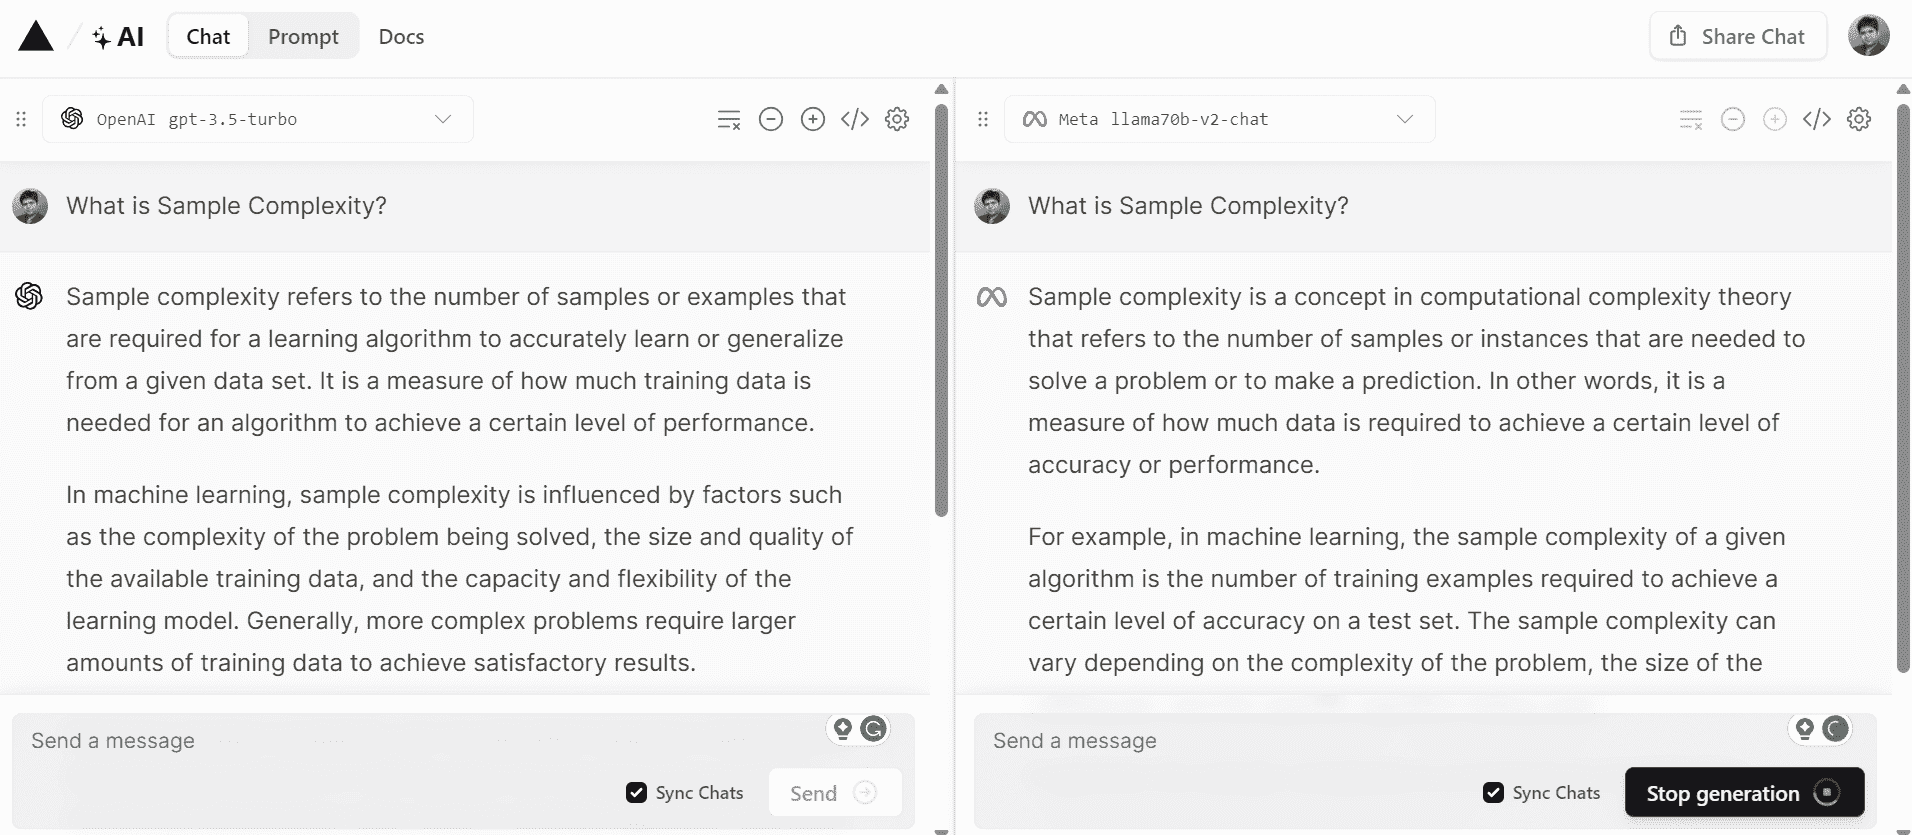 AI Chat Prompt Docs Share Chat
OpenAI gpt-3.5-turbo
What is Sample Complexity?
Sample complexity refers to the number of samples or examples that
are required for a learning algorithm to accurately learn or generalize
from a given data set. It is a measure of how much training data is
needed for an algorithm to achieve a certain level of performance.
In machine learning, sample complexity is influenced by factors such
as the complexity of the problem being solved, the size and quality of
the available training data, and the capacity and flexibility of the
learning model. Generally, more complex problems require larger
amounts of training data to achieve satisfactory results.
Send a message
Sync Chats Send
Meta llama70b-v2-chat
What is Sample Complexity?
Sample complexity is a concept in computational complexity theory
that refers to the number of samples or instances that are needed to
solve a problem or to make a prediction. In other words, it is a
measure of how much data is required to achieve a certain level of
accuracy or performance.
For example, in machine learning, the sample complexity of a given
algorithm is the number of training examples required to achieve a
certain level of accuracy on a test set. The sample complexity can
vary depending on the complexity of the problem, the size of the
Send a message
Sync Chats Stop generation